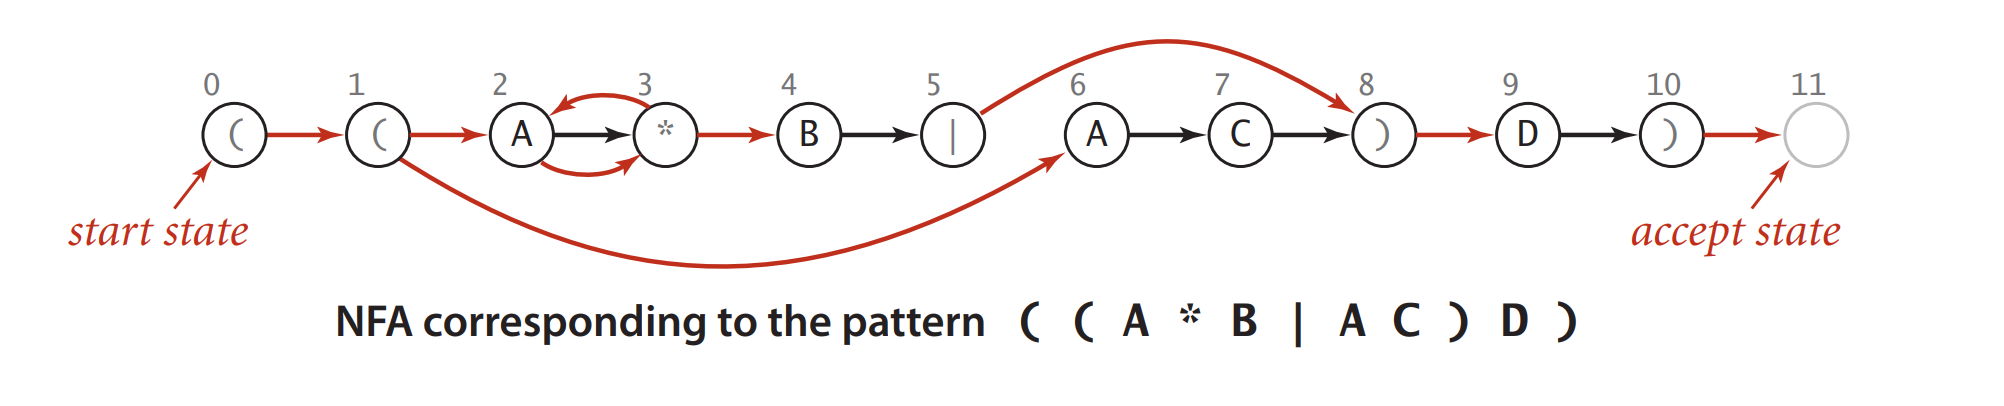 0 1 2 3 4 5 6 7 8 9 10 11
( ( A * B | A C ) D )
start state accept state
NFA corresponding to the pattern ( ( A * B | A C ) D )